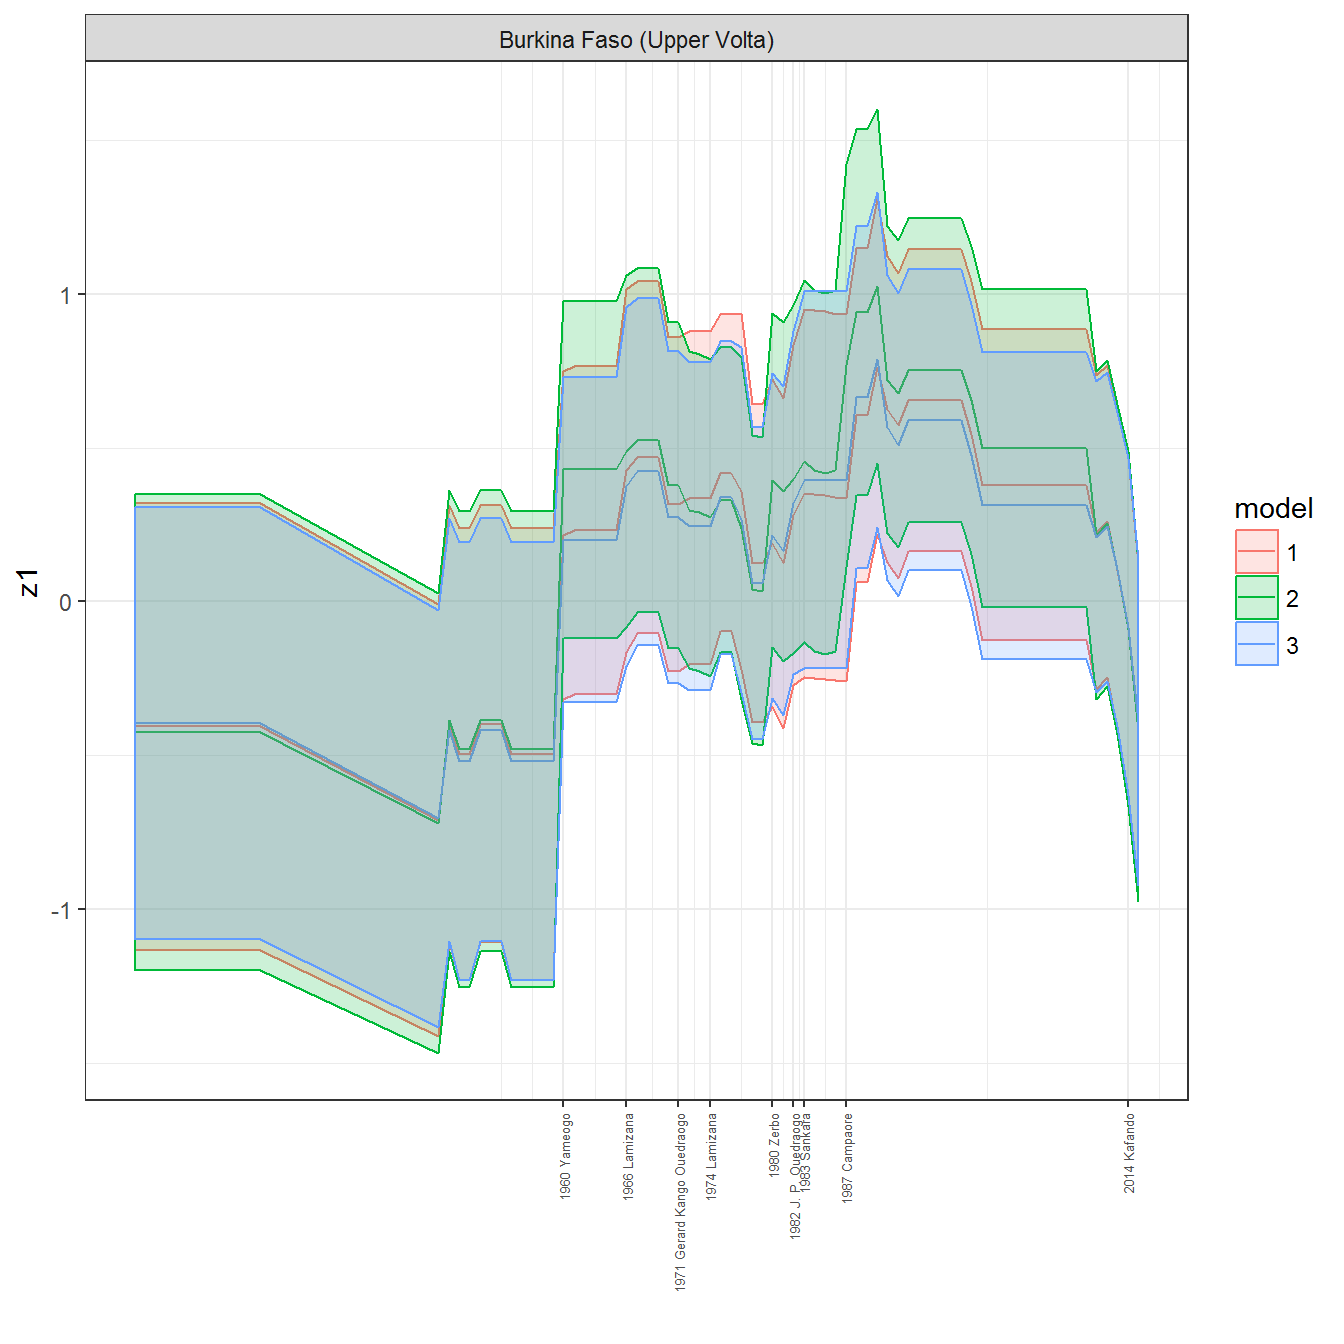 Burkina Faso (Upper Volta)
z1
1
0
-1
1960 Yameogo
1966 Lamizana
1971 Gerard Kango Ouedraogo
1974 Lamizana
1980 Zerbo
1982 J. P. Ouedraogo
1983 Sankara
1987 Campaore
2014 Kafando
model
1
2
3